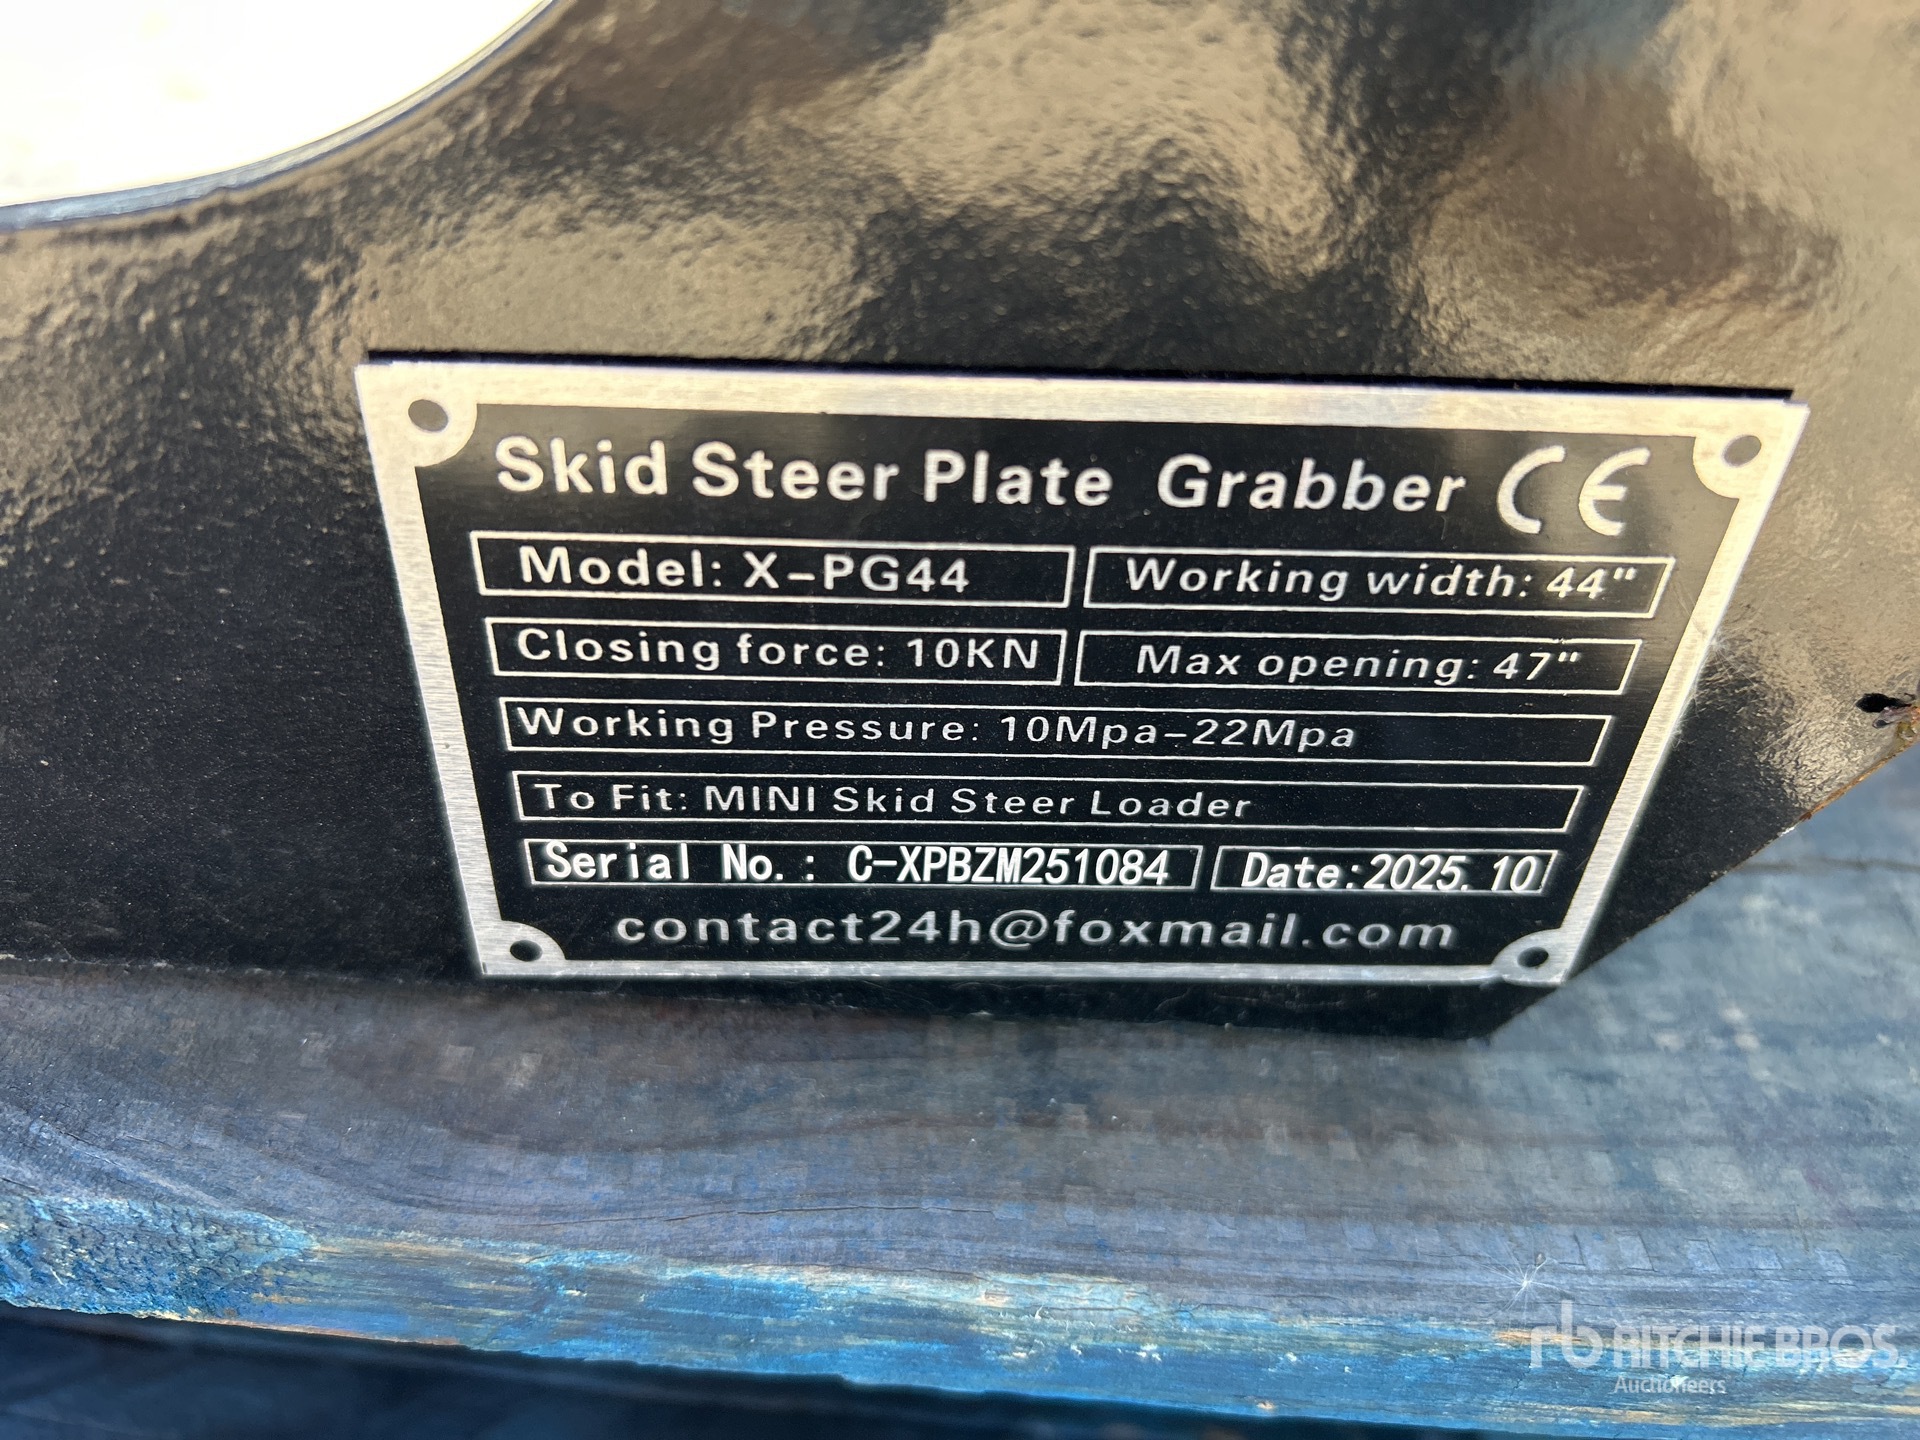 Skid Steer Plate Grabber CE
Model: X-PG44 Working width: 44"
Closing force: 10KN Max opening: 47"
Working Pressure: 10Mpa-22Mpa
To Fit: MINI Skid Steer Loader
Serial No.: C-XPBZM251084 Date:2025.10
contact24h@foxmail.com
rb RITCHIE BROS.
Auctioneers